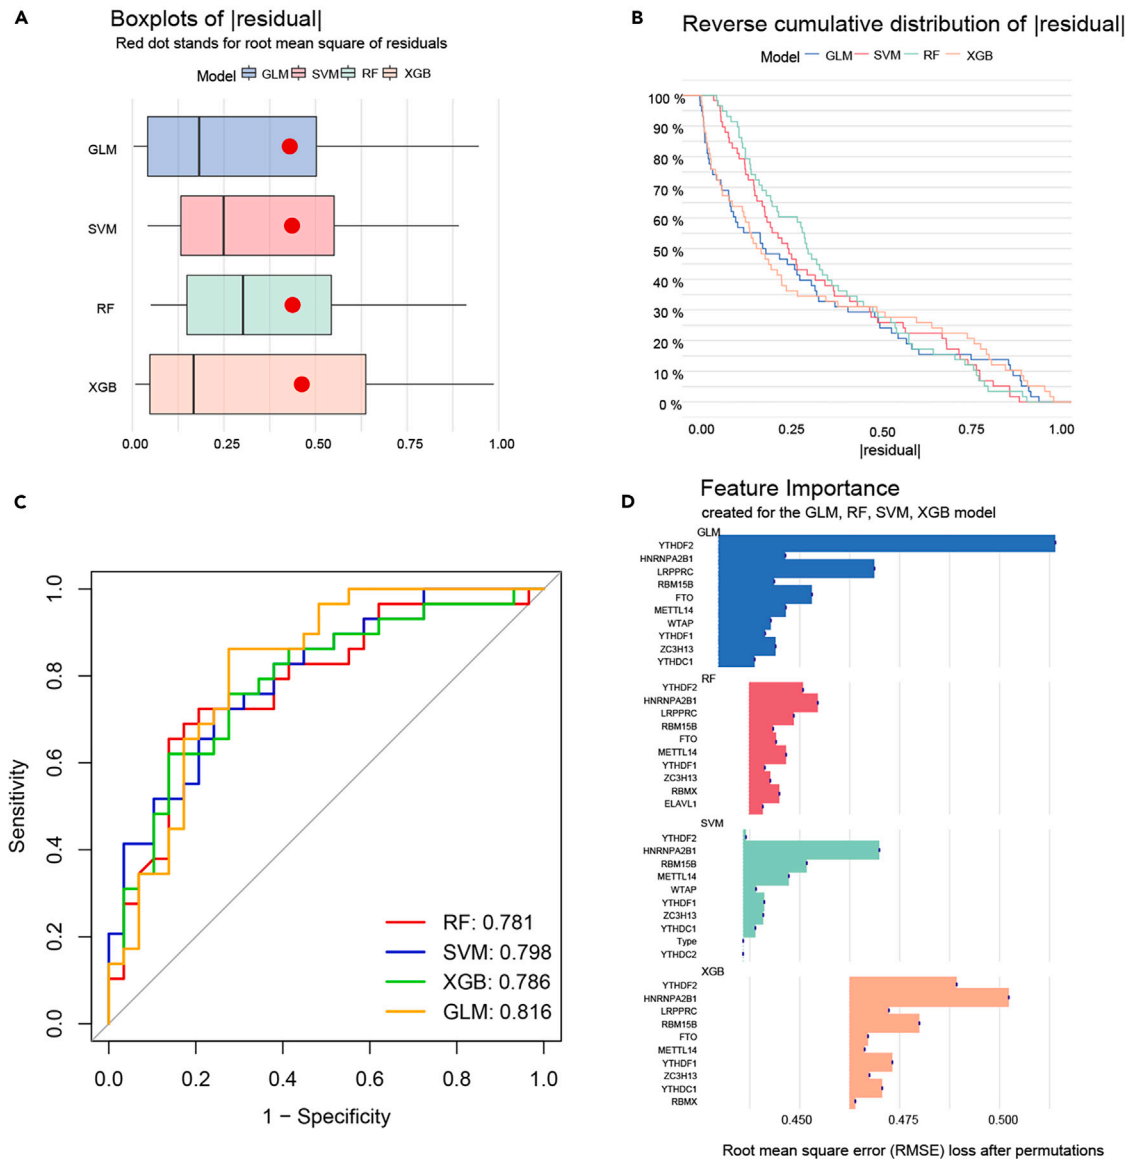 A
Boxplots of |residual|
Red dot stands for root mean square of residuals
Model GLM SVM RF XGB
GLM
SVM
RF
XGB
0.00 0.25 0.50 0.75 1.00
B
Reverse cumulative distribution of |residual|
Model GLM SVM RF XGB
100 %
90 %
80 %
70 %
60 %
50 %
40 %
30 %
20 %
10 %
0 %
0.00 0.25 0.50 0.75 1.00
|residual|
C
Sensitivity
1.0
0.8
0.6
0.4
0.2
0.0
RF: 0.781
SVM: 0.798
XGB: 0.786
GLM: 0.816
0.0 0.2 0.4 0.6 0.8 1.0
1 − Specificity
D
Feature Importance
created for the GLM, RF, SVM, XGB model
GLM
YTHDF2
HNRNPA2B1
LRPPRC
RBM15B
FTO
METTL14
WTAP
YTHDF1
ZC3H13
YTHDC1
RF
YTHDF2
HNRNPA2B1
LRPPRC
RBM15B
FTO
METTL14
YTHDF1
ZC3H13
RBMX
ELAVL1
SVM
YTHDF2
HNRNPA2B1
RBM15B
METTL14
WTAP
YTHDF1
ZC3H13
YTHDC1
Type
YTHDC2
XGB
YTHDF2
HNRNPA2B1
LRPPRC
RBM15B
FTO
METTL14
YTHDF1
ZC3H13
YTHDC1
RBMX
0.450 0.475 0.500
Root mean square error (RMSE) loss after permutations